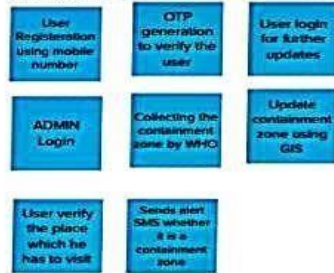 User
Registeration
using mobile
number
OTP
generation
to verify the
user
User login
for further
updates
ADMIN
Login
Collecting the
containment
zone by WHO
Update
containment
zone using
GIS
User verify
the place
which he
has to visit
Sends alert
SMS whether
it is a
containment
zone